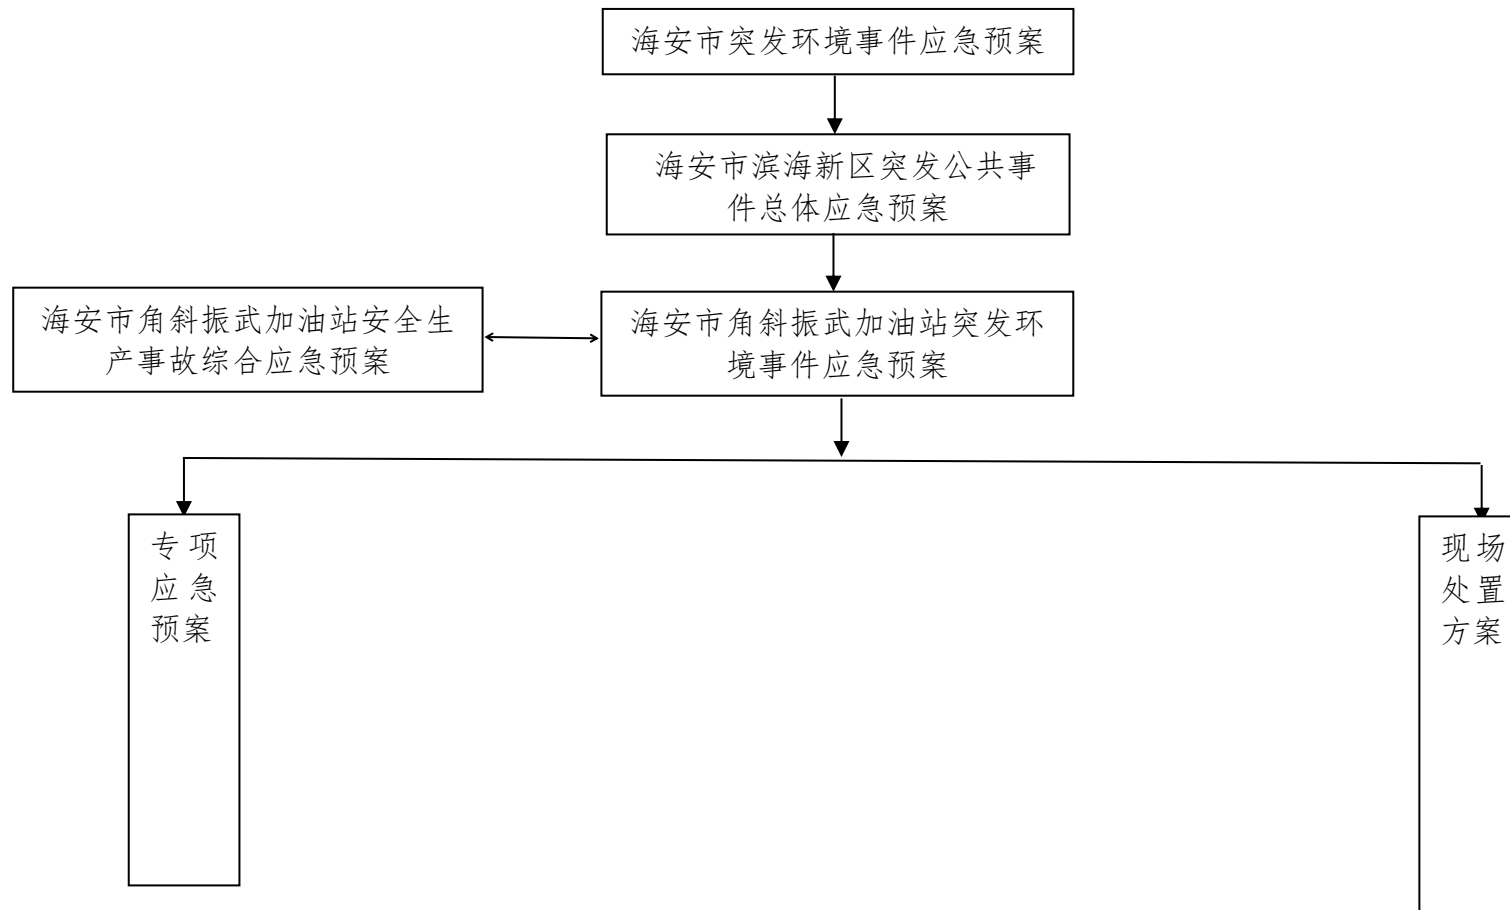 海安市突发环境事件应急预案
海安市滨海新区突发公共事
件总体应急预案
海安市角斜振武加油站安全生
产事故综合应急预案
海安市角斜振武加油站突发环
境事件应急预案
专项
应急
预案
现场
处置
方案